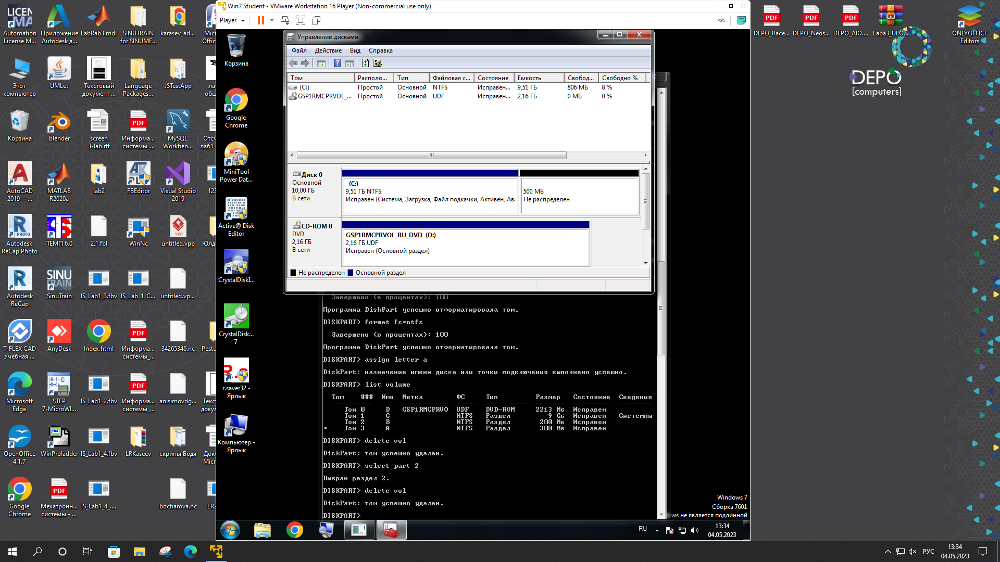 Automation
License M...
Приложение
Autodesk д...
LabRab3.mdl
SINUTRAIN
for SINUME...
karasev_ad...
Этот
компьютер
UMLet
Текстовый
документ ...
Language
Packages...
JSTestApp
Корзина
blender
screen
3-lab.rtf
Информа...
системы_...
MySQL
Workben...
AutoCAD
2019 —...
MATLAB
R2020a
lab2
FBEditor
Visual Studio
2019
Autodesk
ReCap Photo
ТЕМП 6.0
2,1.fbl
WinNc
untitled.vpp
Autodesk
ReCap
SinuTrain
IS_Lab1_3.fbv
IS_Lab_1_C...
untitled.vp...
T-FLEX CAD
Учебная ...
AnyDesk
Index.html
Информа...
системы_...
34265346.nc
Microsoft
Edge
STEP
7-MicroWI...
IS_Lab1_2.fbv
Информа...
системы_...
anisimovdg...
OpenOffice
4.1.7
WinProladder
IS_Lab1_4.fbv
LRKaseev
скрины Бодя
Google
Chrome
Мехатронн...
системы - ...
IS_Lab1_4_....
bocharova.nc
Win7 Student - VMware Workstation 16 Player (Non-commercial use only)
Player
Корзина
Google
Chrome
MiniTool
Power Dat...
Active@ Disk
Editor
CrystalDiskI...
CrystalDisk...
7
r.saver32 -
Ярлык
Компьютер -
Ярлык
Управление дисками
Файл Действие Вид Справка
Том Располо... Тип Файловая с... Состояние Емкость Свобод... Свободно %
(C:) Простой Основной NTFS Исправен... 9,51 ГБ 806 МБ 8 %
GSP1RMCPRVOL_... Простой Основной UDF Исправен... 2,16 ГБ 0 МБ 0 %
Диск 0
Основной
10,00 ГБ
В сети
(C:)
9,51 ГБ NTFS
Исправен (Система, Загрузка, Файл подкачки, Активен, Ава
500 МБ
Не распределен
CD-ROM 0
DVD
2,16 ГБ
В сети
GSP1RMCPRVOL_RU_DVD (D:)
2,16 ГБ UDF
Исправен (Основной раздел)
Не распределен Основной раздел
Завершено (в процентах): 100
Программа DiskPart успешно отформатировала том.
DISKPART> format fs=ntfs
Завершено (в процентах): 100
Программа DiskPart успешно отформатировала том.
DISKPART> assign letter a
DiskPart: назначение имени диска или точки подключения выполнено успешно.
DISKPART> list volume
Том ### Имя Метка ФС Тип Размер Состояние Сведения
Том 0 D GSP1RMCPRVO UDF DVD-ROM 2213 Мб Исправен
Том 1 C NTFS Раздел 9 Gб Исправен Системны
Том 2 B NTFS Раздел 200 Мб Исправен
* Том 3 A NTFS Раздел 300 Мб Исправен
DISKPART> delete vol
DiskPart: том успешно удален.
DISKPART> select part 2
Выбран раздел 2.
DISKPART> delete vol
DiskPart: том успешно удален.
DISKPART>
Windows 7
Сборка 7601
ws не является подлинной
RU
13:34
04.05.2023
DEPO_Race...
DEPO_Neos...
DEPO_AIO....
Laba3_ULO...
ONLYOFFICE
Editors
DEPO
[computers]
РУС
13:34
04.05.2023